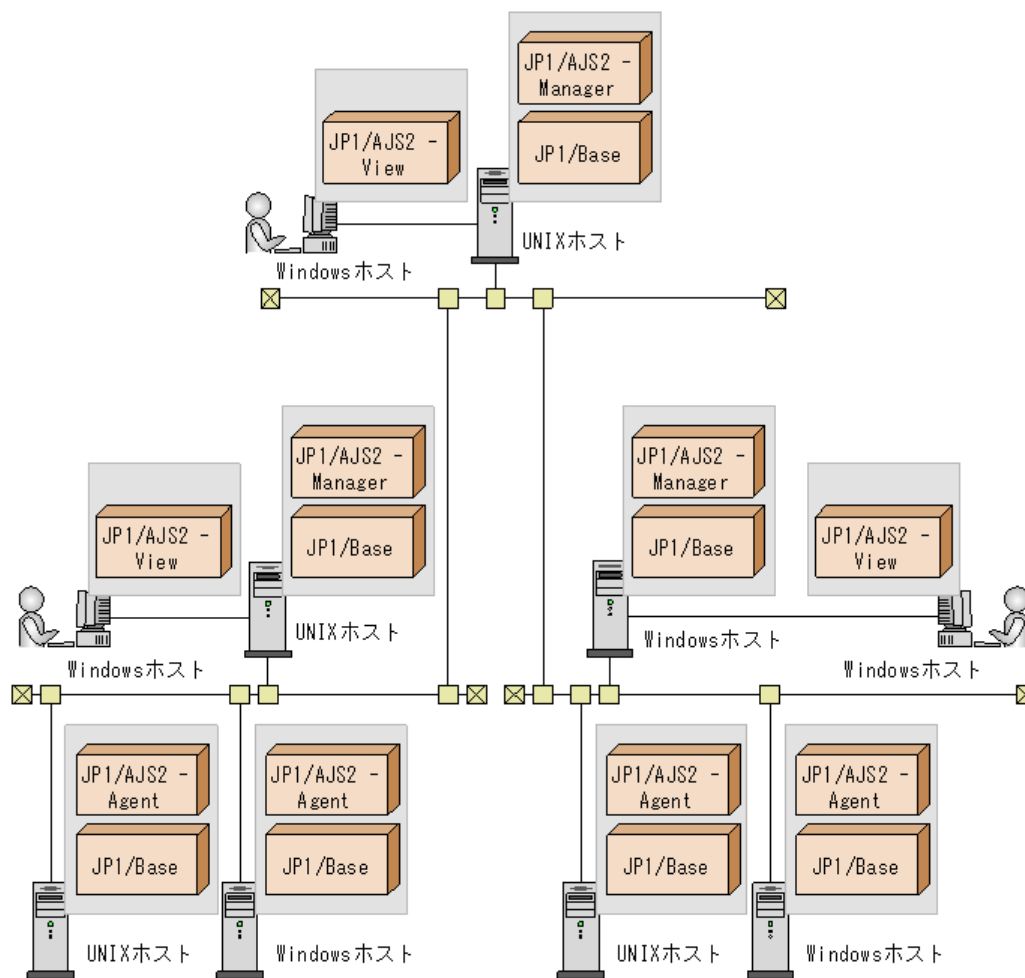 JP1/AJS2 -
Manager
JP1/AJS2 -
View
JP1/Base
UNIXホスト
Windowsホスト
JP1/AJS2 -
Manager
JP1/AJS2 -
View
JP1/Base
UNIXホスト
Windowsホスト
JP1/AJS2 -
Manager
JP1/Base
JP1/AJS2 -
View
Windowsホスト
Windowsホスト
JP1/AJS2 -
Agent
JP1/Base
UNIXホスト
JP1/AJS2 -
Agent
JP1/Base
Windowsホスト
JP1/AJS2 -
Agent
JP1/Base
UNIXホスト
JP1/AJS2 -
Agent
JP1/Base
Windowsホスト